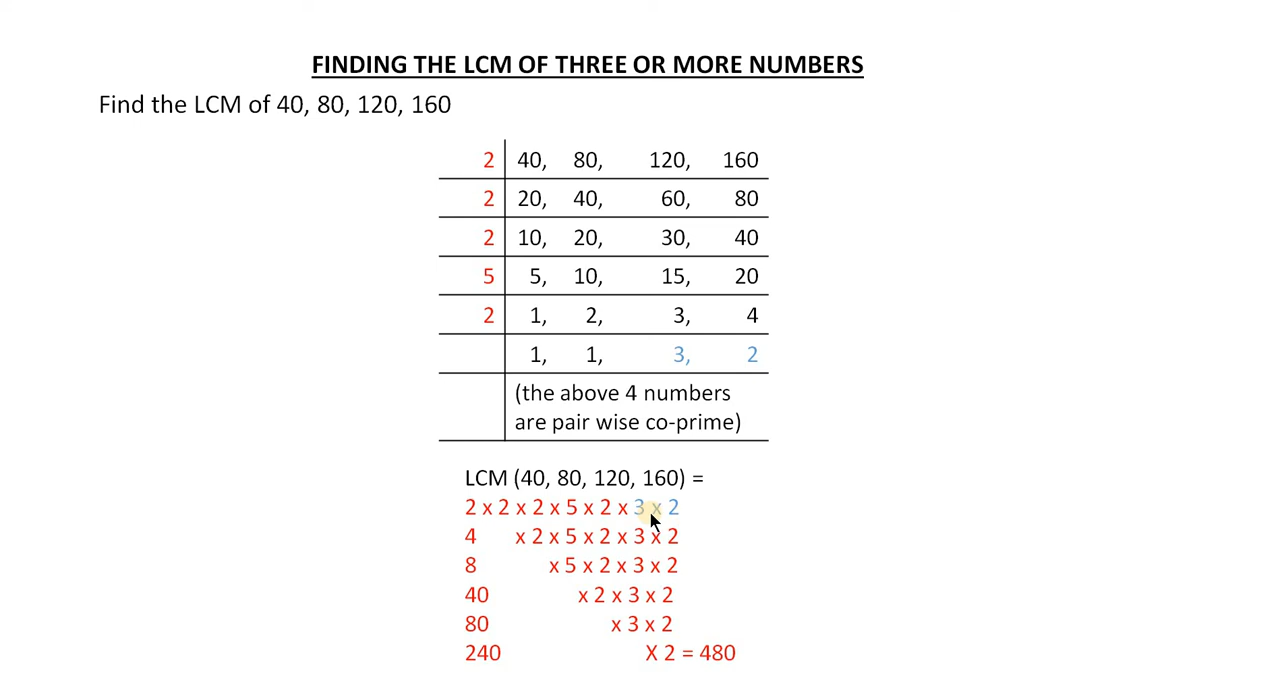 FINDING THE LCM OF THREE OR MORE NUMBERS
Find the LCM of 40, 80, 120, 160
2 40, 80, 120, 160
2 20, 40, 60, 80
2 10, 20, 30, 40
5 5, 10, 15, 20
2 1, 2, 3, 4
1, 1, 3, 2
(the above 4 numbers
are pair wise co-prime)
LCM (40, 80, 120, 160) =
2 x 2 x 2 x 5 x 2 x 3 x 2
4 x 2 x 5 x 2 x 3 x 2
8 x 5 x 2 x 3 x 2
40 x 2 x 3 x 2
80 x 3 x 2
240 X 2 = 480